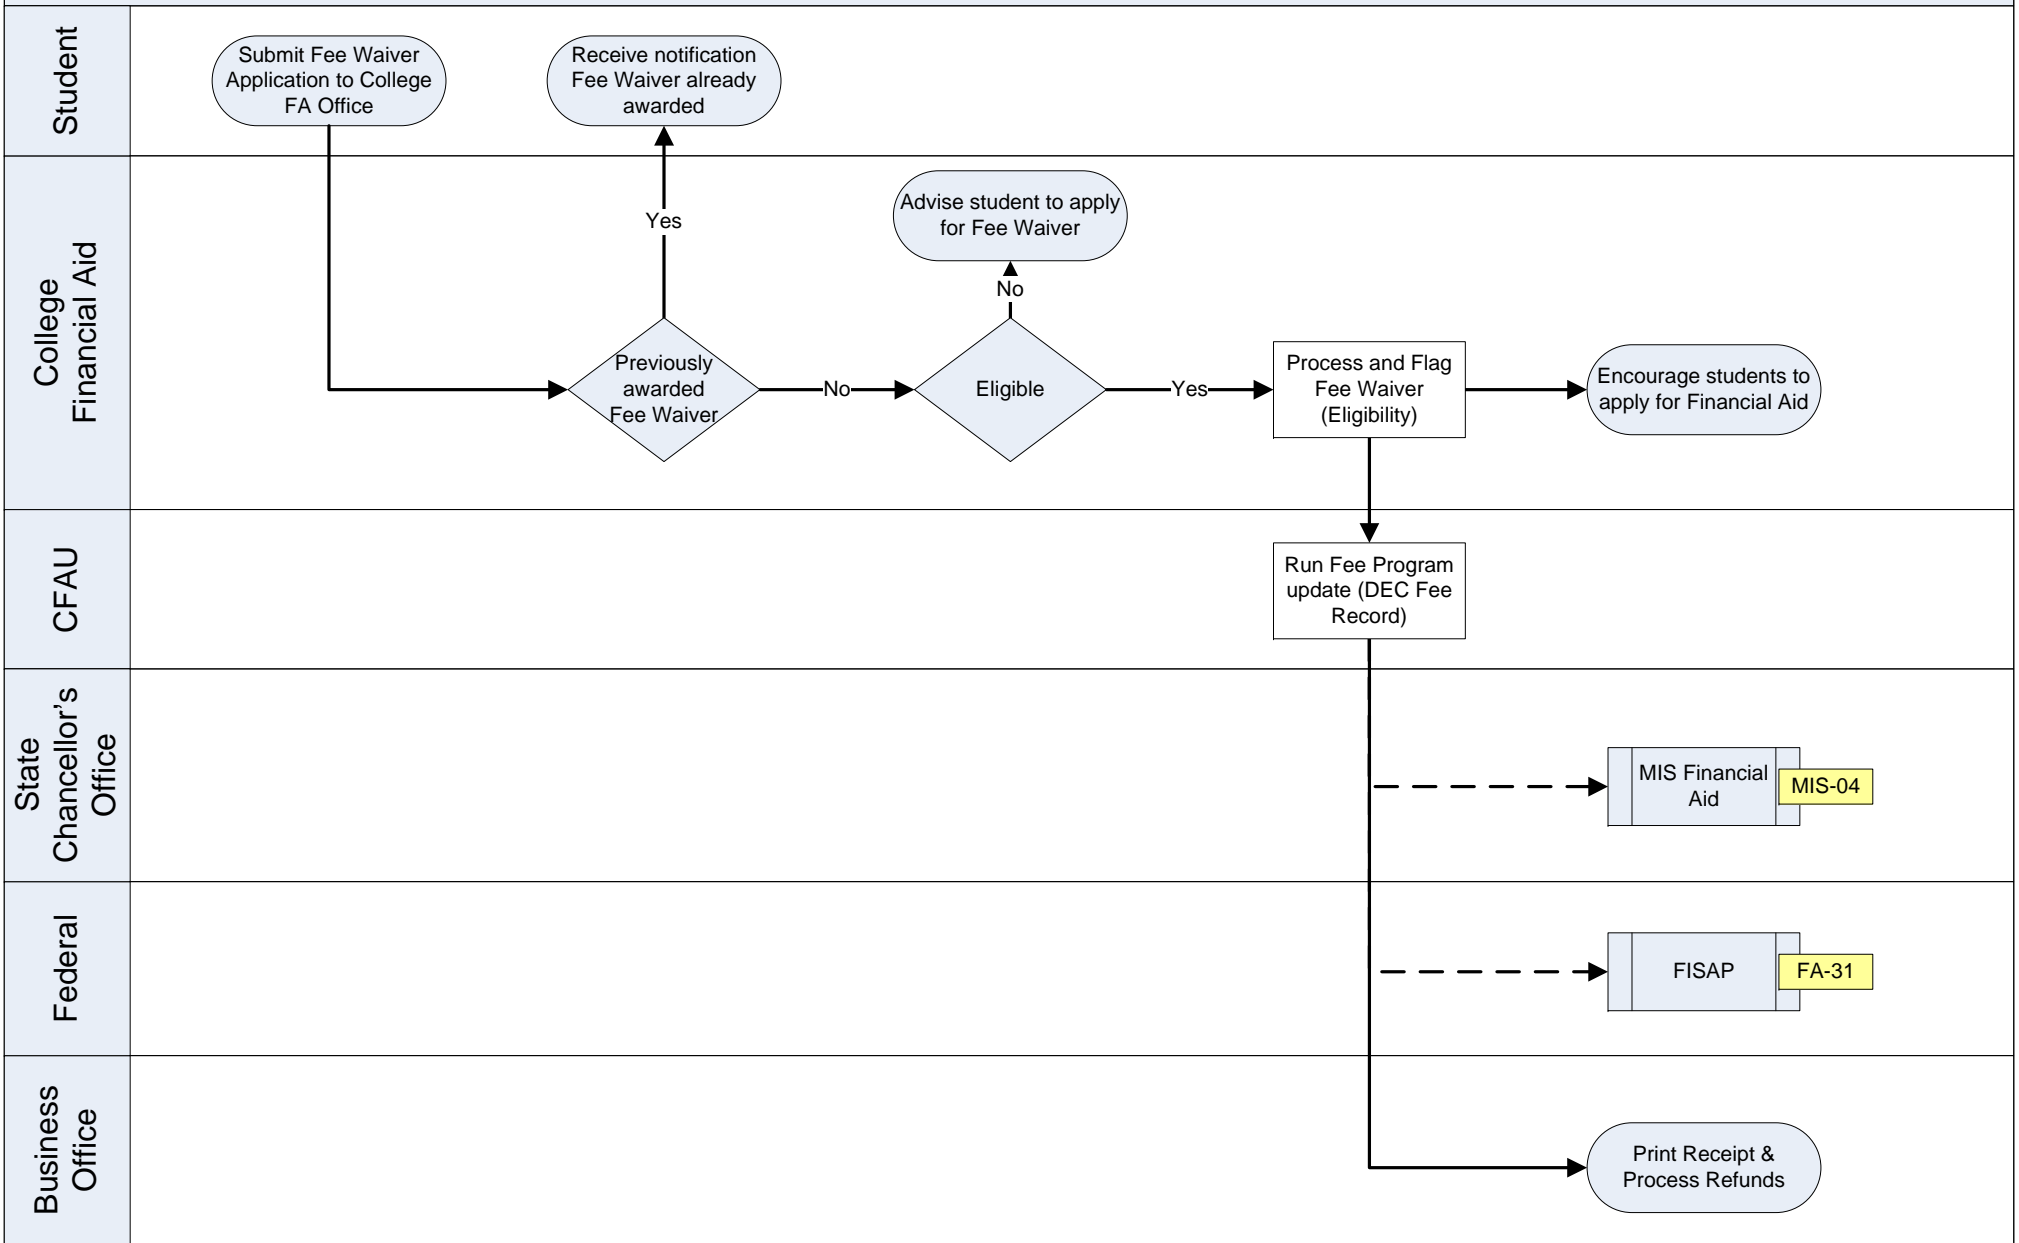 Student
Submit Fee Waiver
Application to College
FA Office
Receive notification
Fee Waiver already
awarded
College
Financial Aid
Yes
Advise student to apply
for Fee Waiver
No
Previously
awarded
Fee Waiver
No
Eligible
Yes
Process and Flag
Fee Waiver
(Eligibility)
Encourage students to
apply for Financial Aid
CFAU
Run Fee Program
update (DEC Fee
Record)
State
Chancellor’s
Office
MIS Financial
Aid
MIS-04
Federal
FISAP
FA-31
Business
Office
Print Receipt &
Process Refunds